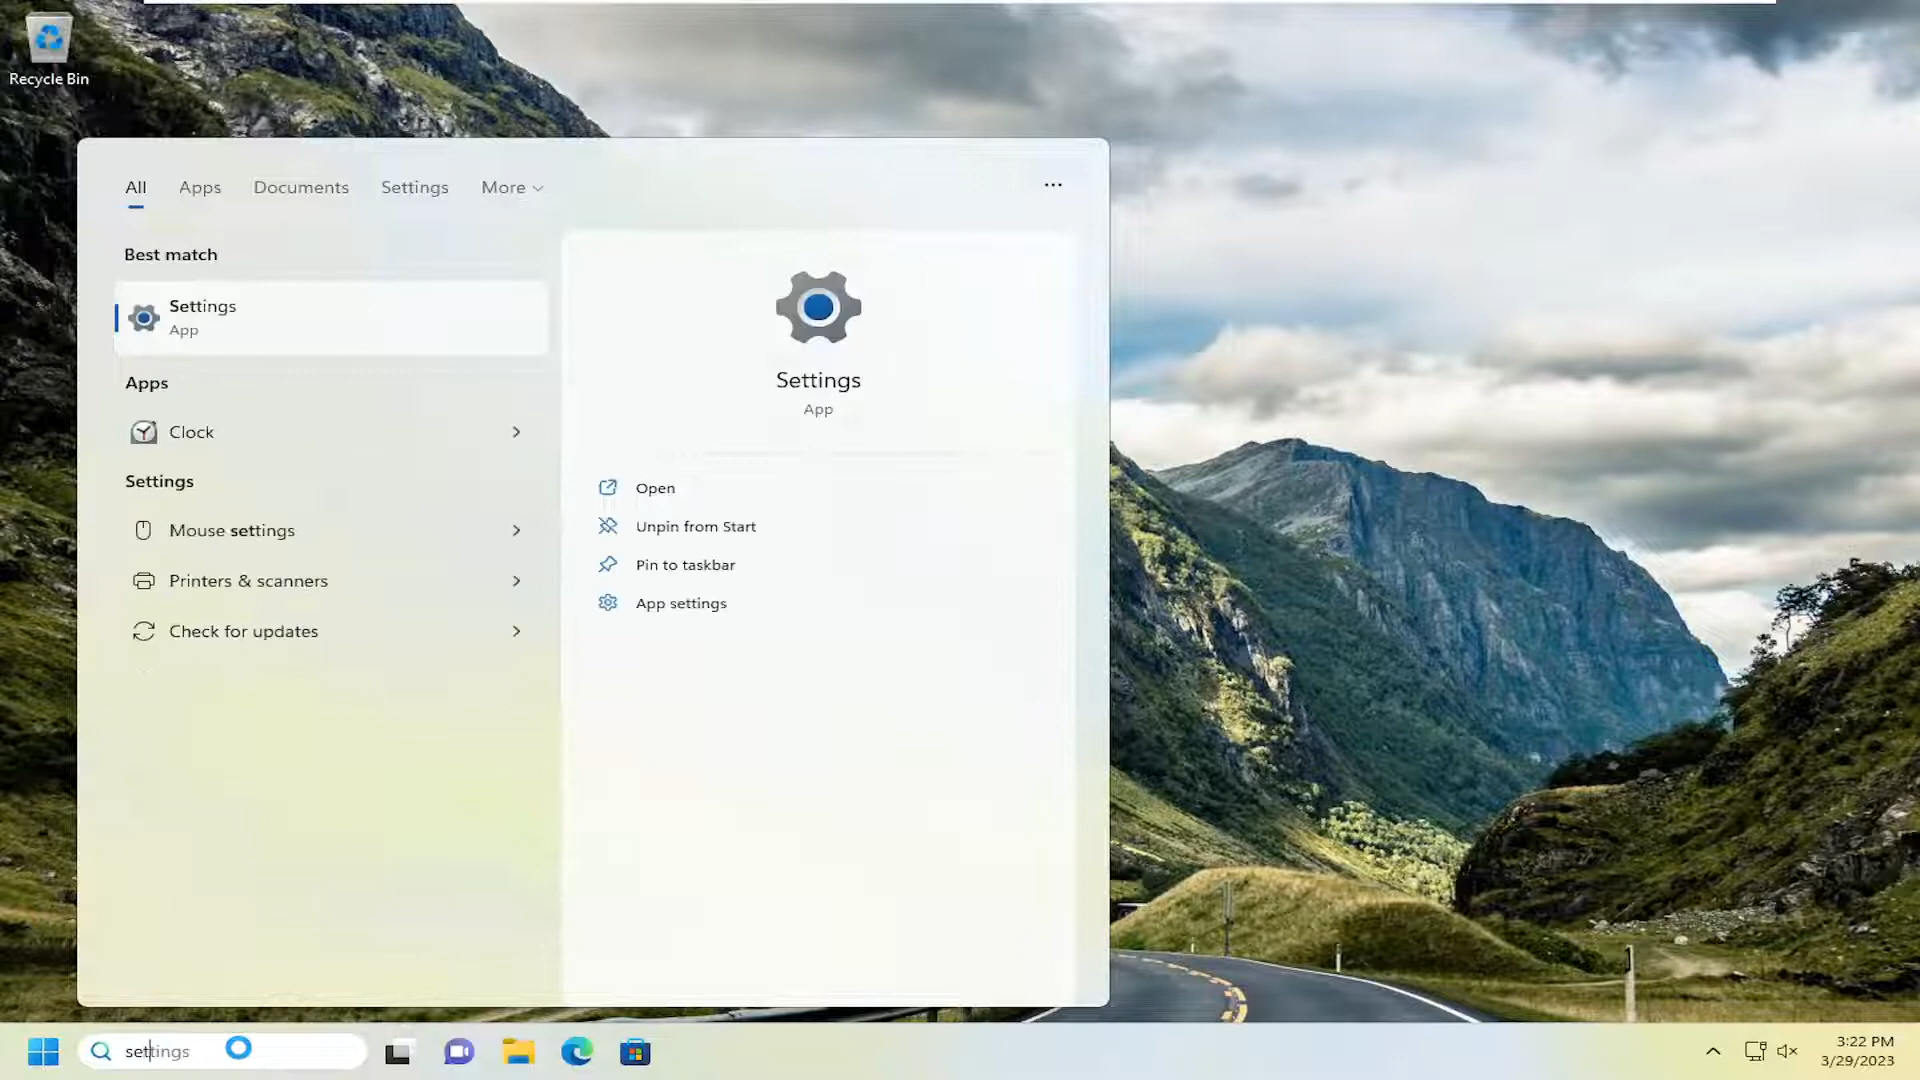 Recycle Bin
All Apps Documents Settings More
Best match
Settings
App
Apps
Clock
Settings
Mouse settings
Printers & scanners
Check for updates
Settings
App
Open
Unpin from Start
Pin to taskbar
App settings
settings
3:22 PM
3/29/2023